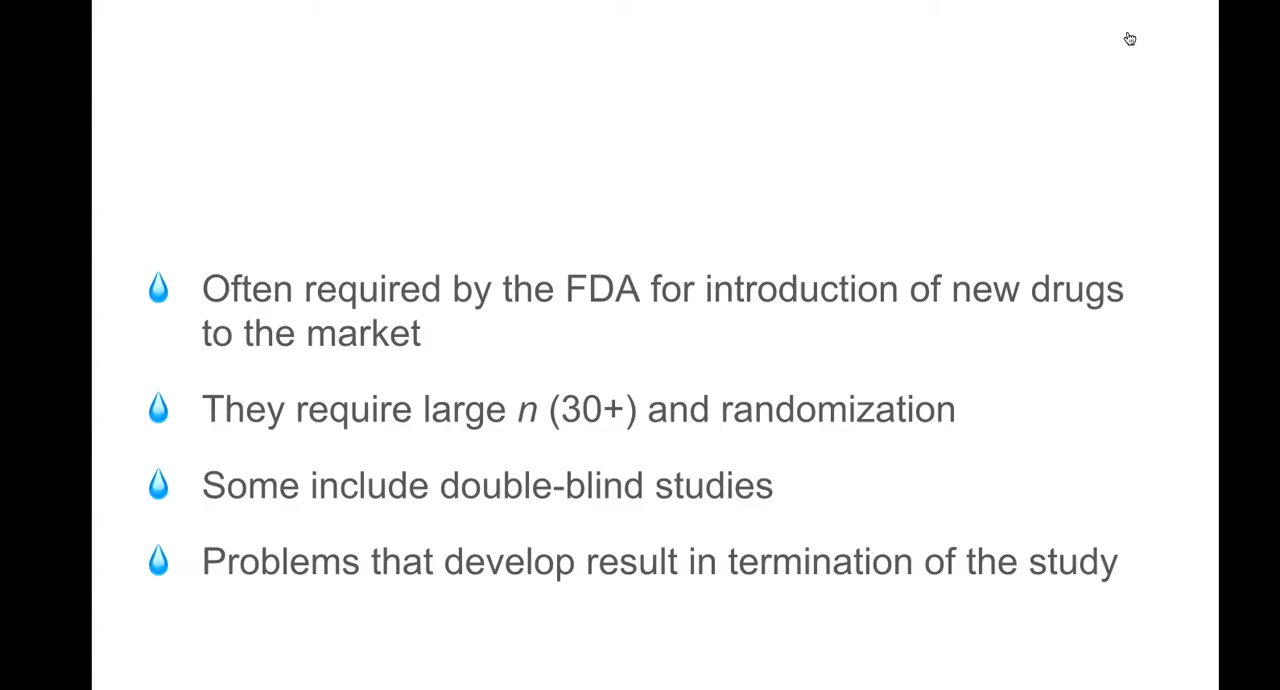 Often required by the FDA for introduction of new drugs
to the market
They require large n (30+) and randomization
Some include double-blind studies
Problems that develop result in termination of the study